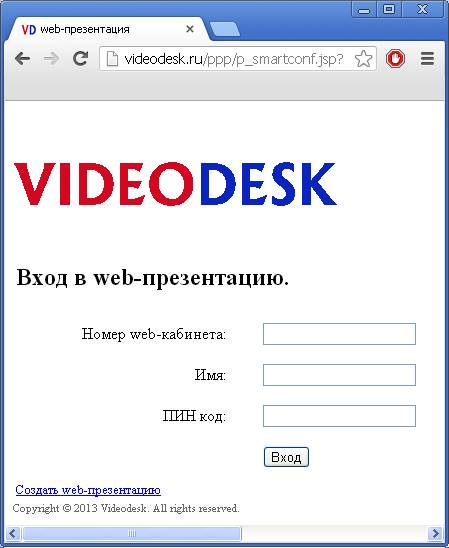 VD web-презентация
videodesk.ru/ppp/p_smartconf.jsp?
VIDEODESK
Вход в web-презентацию.
Номер web-кабинета:
Имя:
ПИН код:
Вход
Создать web-презентацию
Copyright © 2013 Videodesk. All rights reserved.